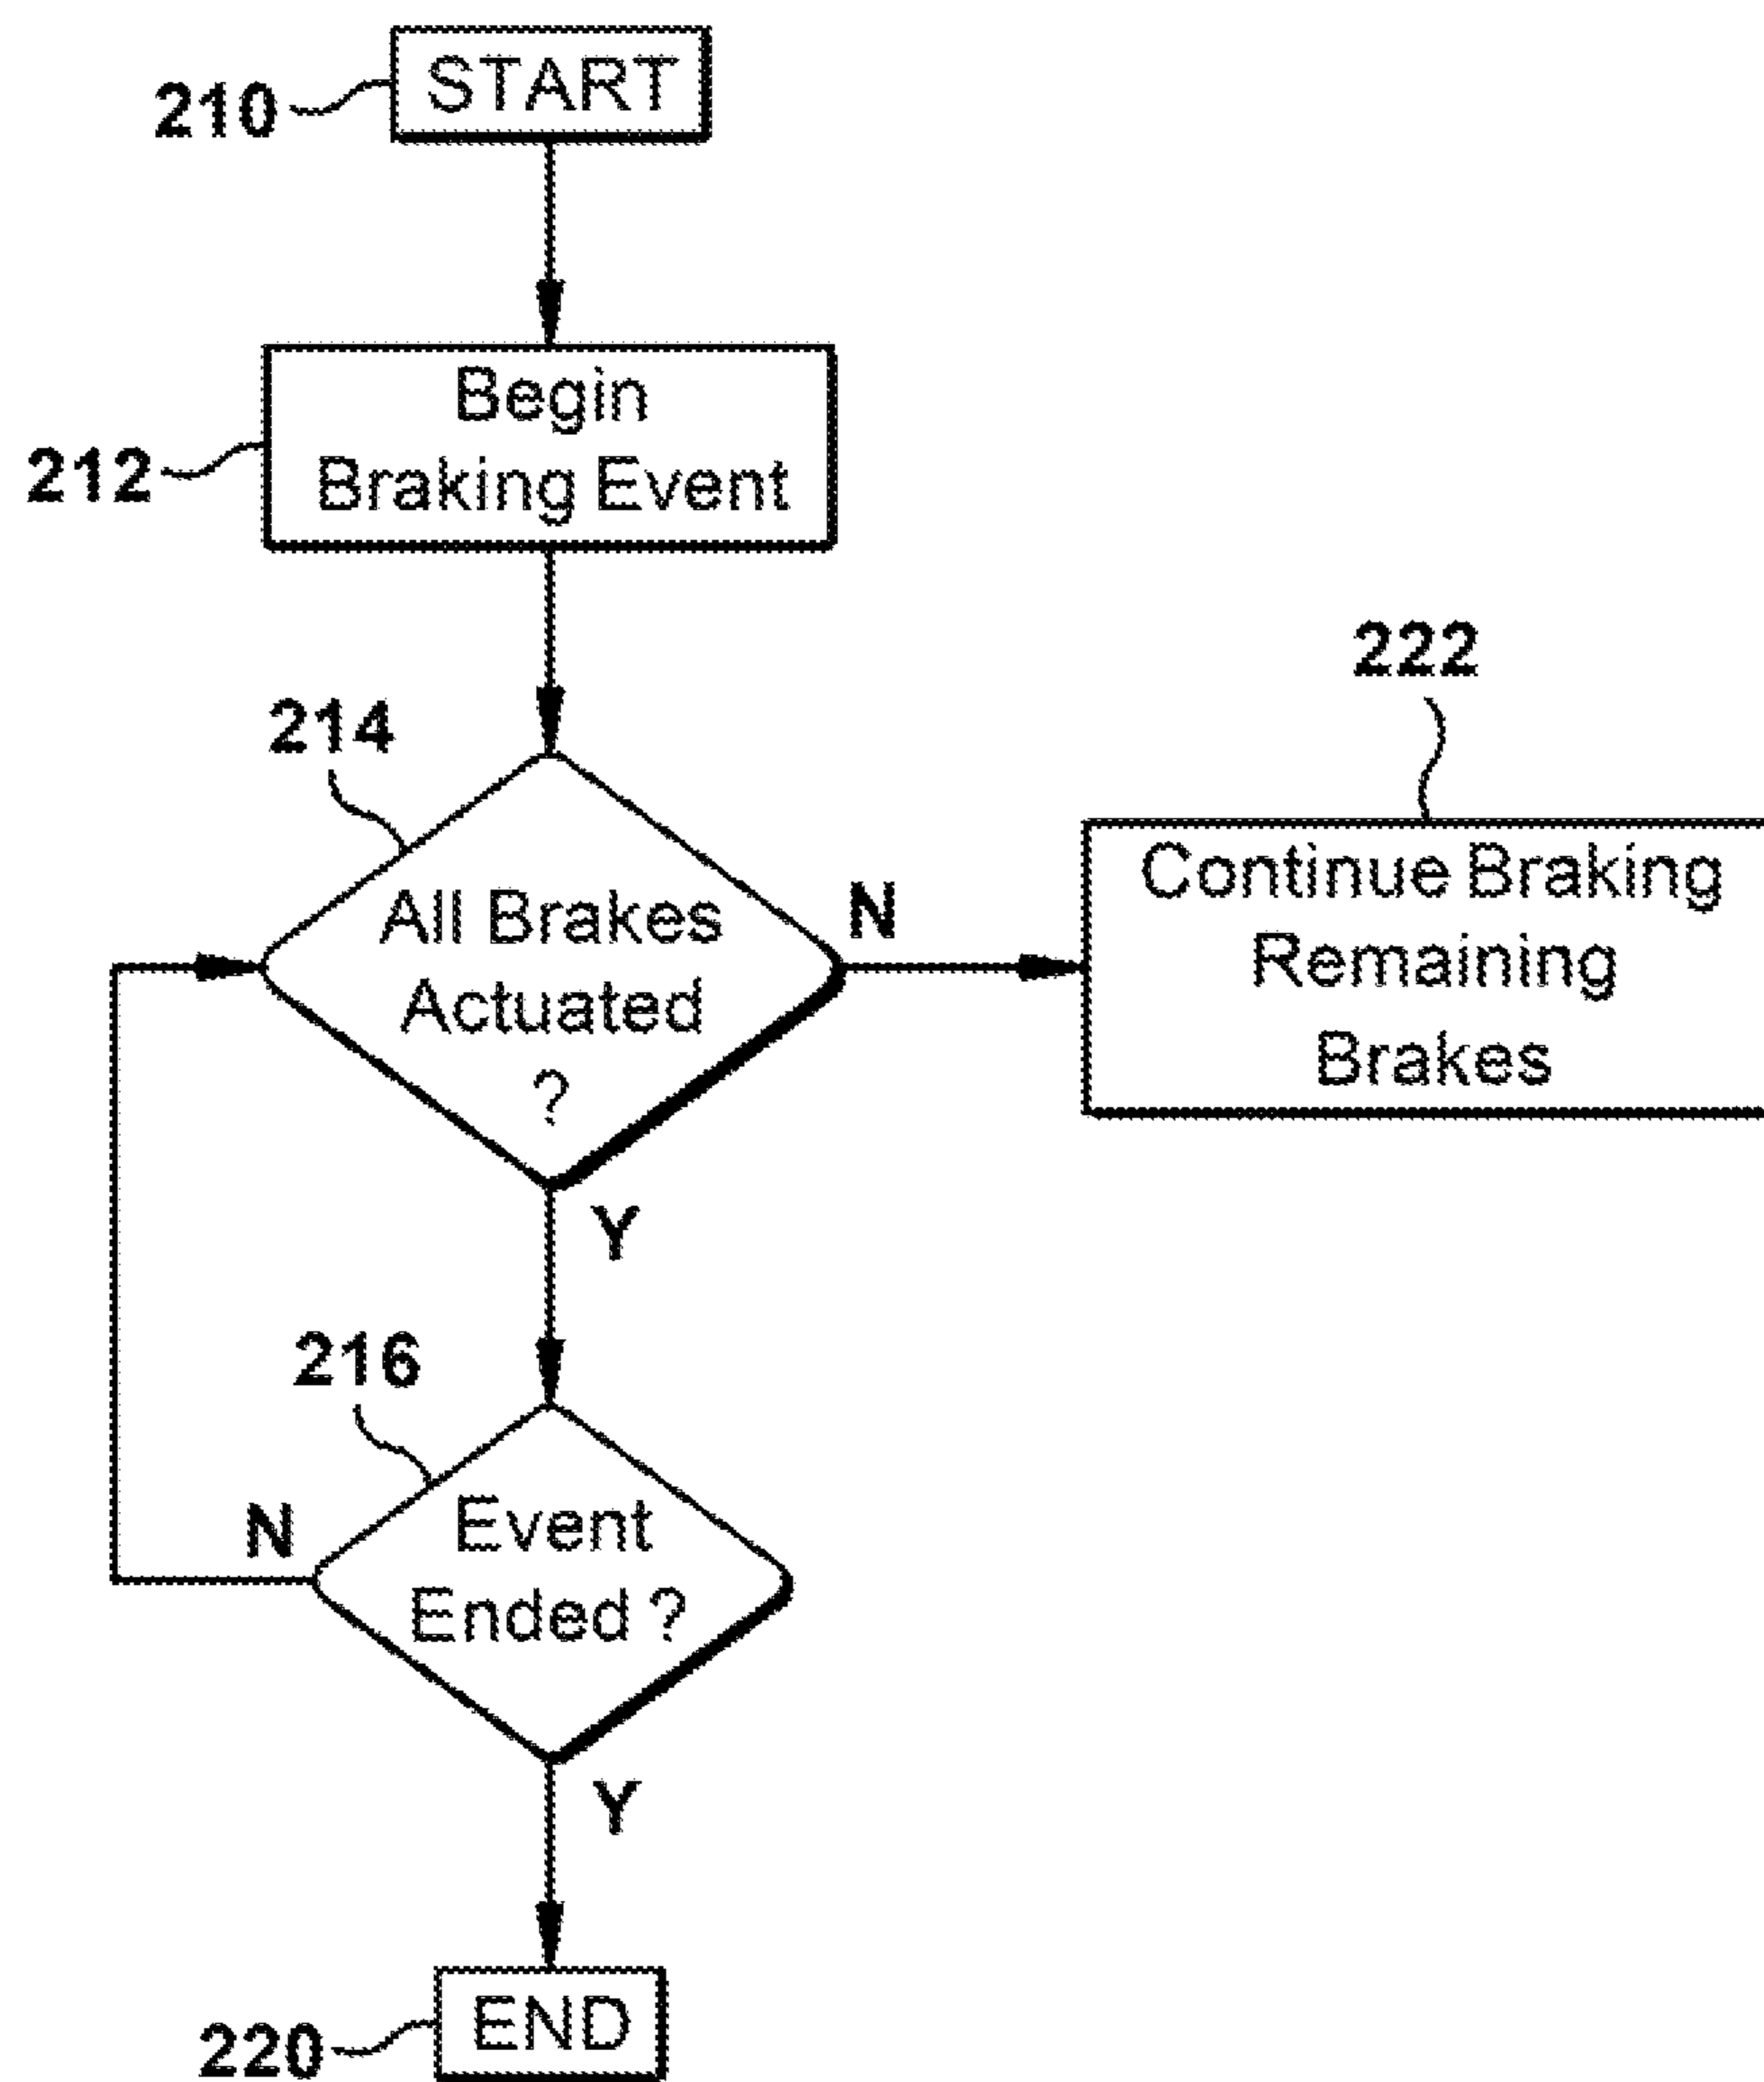 210
START
212
Begin
Braking Event
214
All Brakes
Actuated
?
N
222
Continue Braking
Remaining
Brakes
Y
216
Event
Ended ?
N
Y
220
END